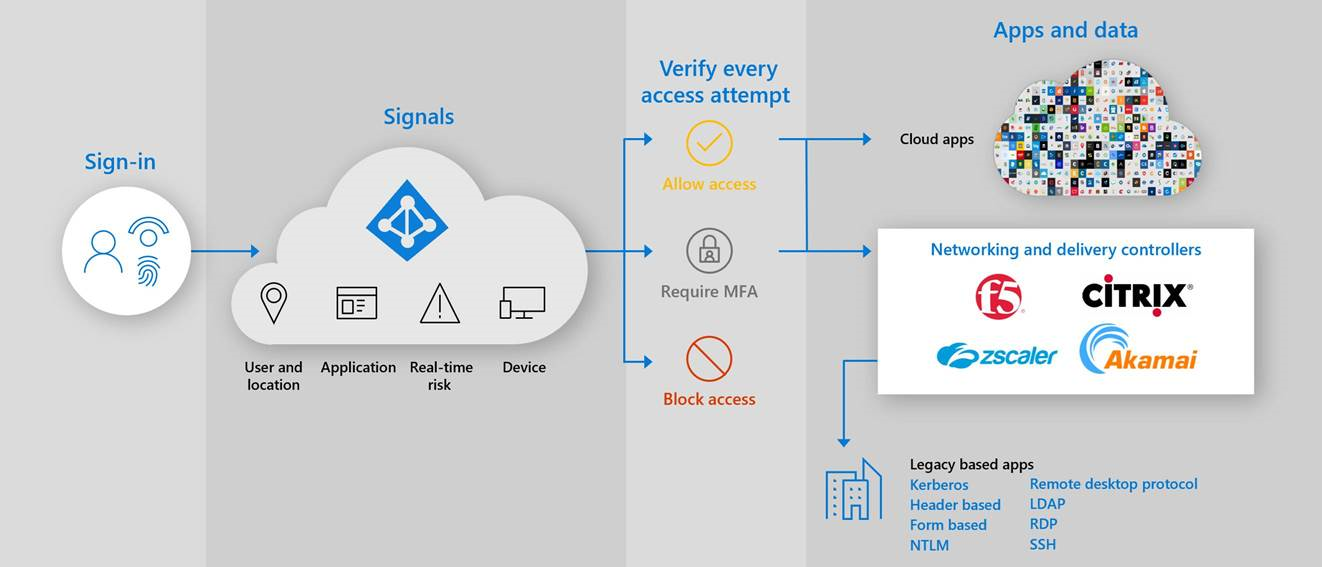 Sign-in
Signals
User and
location
Application
Real-time
risk
Device
Verify every
access attempt
Allow access
Require MFA
Block access
Apps and data
Cloud apps
Networking and delivery controllers
f5
CİTRIX®
zscaler
Akamai
Legacy based apps
Kerberos
Header based
Form based
NTLM
Remote desktop protocol
LDAP
RDP
SSH